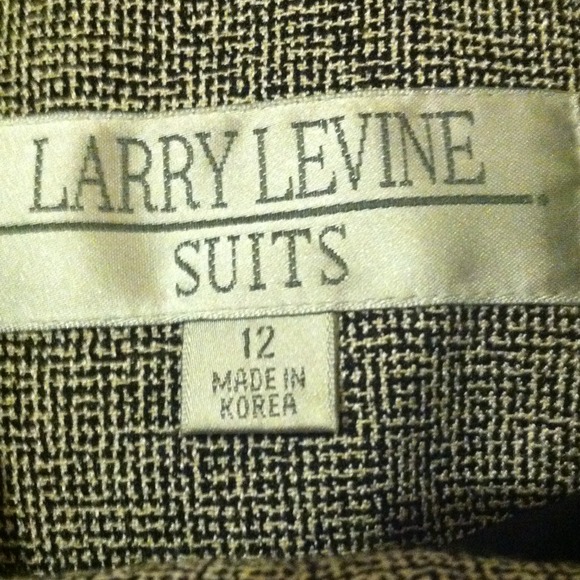 LARRY LEVINE
SUITS
12
MADE IN
KOREA